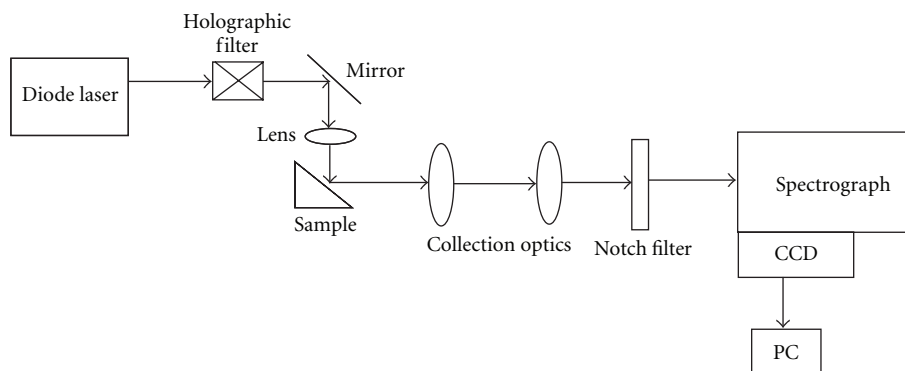 Holographic
filter
Mirror
Diode laser
Lens
Sample
Collection optics
Notch filter
Spectrograph
CCD
PC